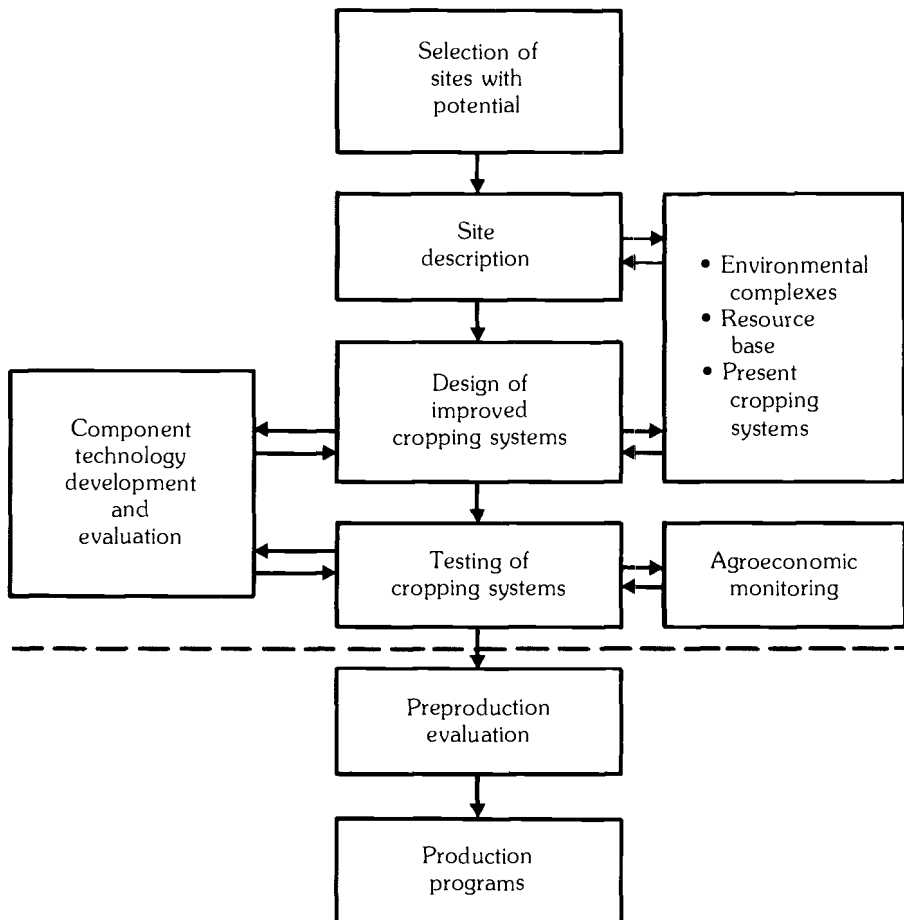 Selection of
sites with
potential
Site
description
• Environmental
complexes
• Resource
base
• Present
cropping
systems
Design of
improved
cropping systems
Component
technology
development
and
evaluation
Testing of
cropping systems
Agroeconomic
monitoring
Preproduction
evaluation
Production
programs